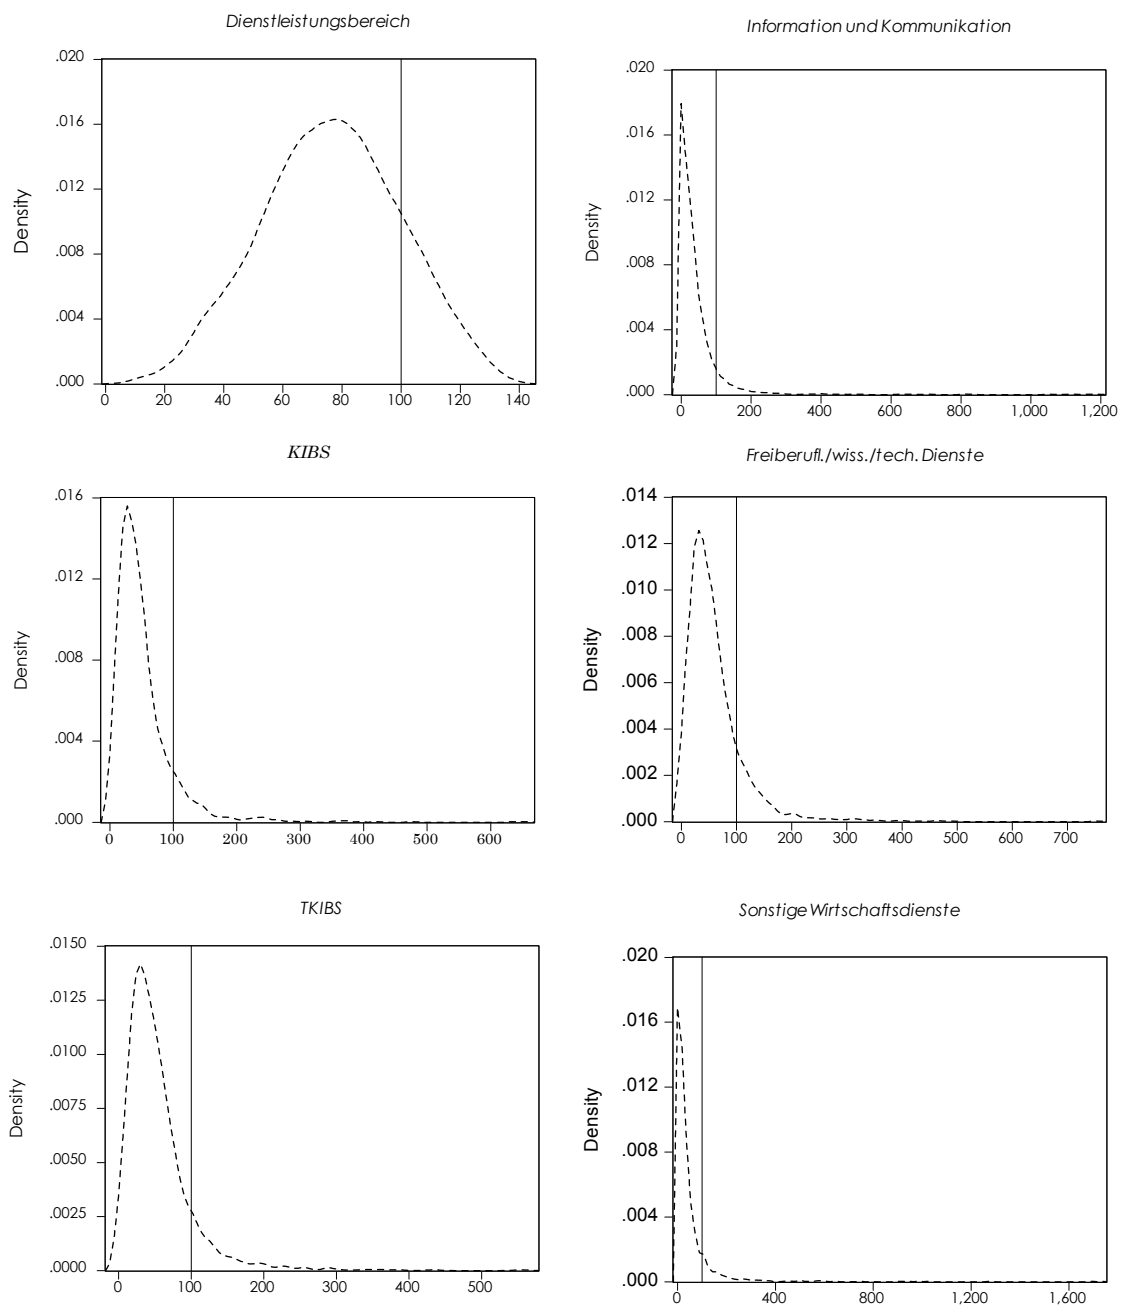 Dienstleistungsbereich
.020
.016
.012
.008
.004
.000
Density
0 20 40 60 80 100 120 140
Information und Kommunikation
.020
.016
.012
.008
.004
.000
Density
0 200 400 600 800 1,000 1,200
KIBS
.016
.012
.008
.004
.000
Density
0 100 200 300 400 500 600
Freiberufl./wiss./tech. Dienste
.014
.012
.010
.008
.006
.004
.002
.000
Density
0 100 200 300 400 500 600 700
TKIBS
.0150
.0125
.0100
.0075
.0050
.0025
.0000
Density
0 100 200 300 400 500
Sonstige Wirtschaftsdienste
.020
.016
.012
.008
.004
.000
Density
0 400 800 1,200 1,600